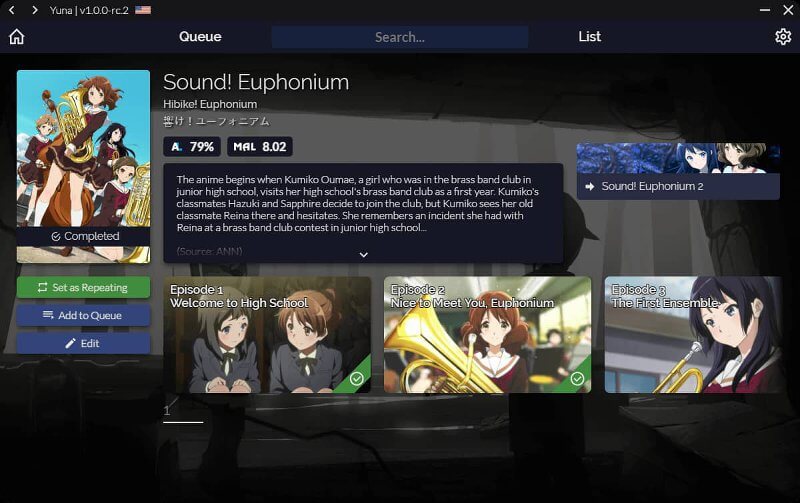 Yuna | v1.0.0-rc.2
Queue
Search...
List
Sound! Euphonium
Hibike! Euphonium
響け！ユーフォニアム
A. 79%
MAL 8.02
The anime begins when Kumiko Oumae, a girl who was in the brass band club in
junior high school, visits her high school's brass band club as a first year. Kumiko's
classmates Hazuki and Sapphire decide to join the club, but Kumiko sees her old
classmate Reina there and hesitates. She remembers an incident she had with
Reina at a brass band club contest in junior high school...
(Source: ANN)
Sound! Euphonium 2
Completed
Set as Repeating
Add to Queue
Edit
Episode 1
Welcome to High School
Episode 2
Nice to Meet You, Euphonium
Episode 3
The First Ensemble
1